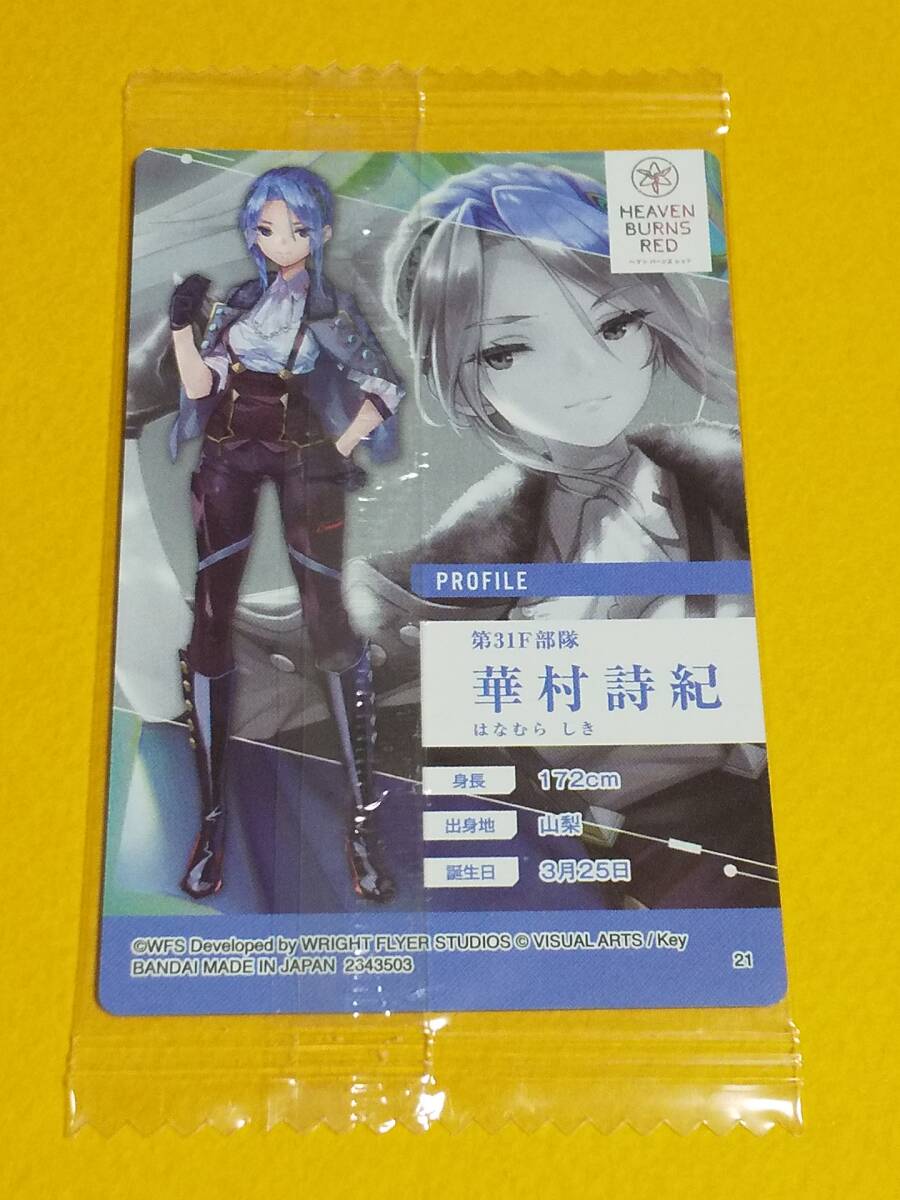 HEAVEN
BURNS
RED
ヘブンバーンズレッド
PROFILE
第31F部隊
華村詩紀
はなむら しき
身長 172cm
出身地 山梨
誕生日 3月25日
©WFS Developed by WRIGHT FLYER STUDIOS © VISUAL ARTS / Key
BANDAI MADE IN JAPAN 2343503
21